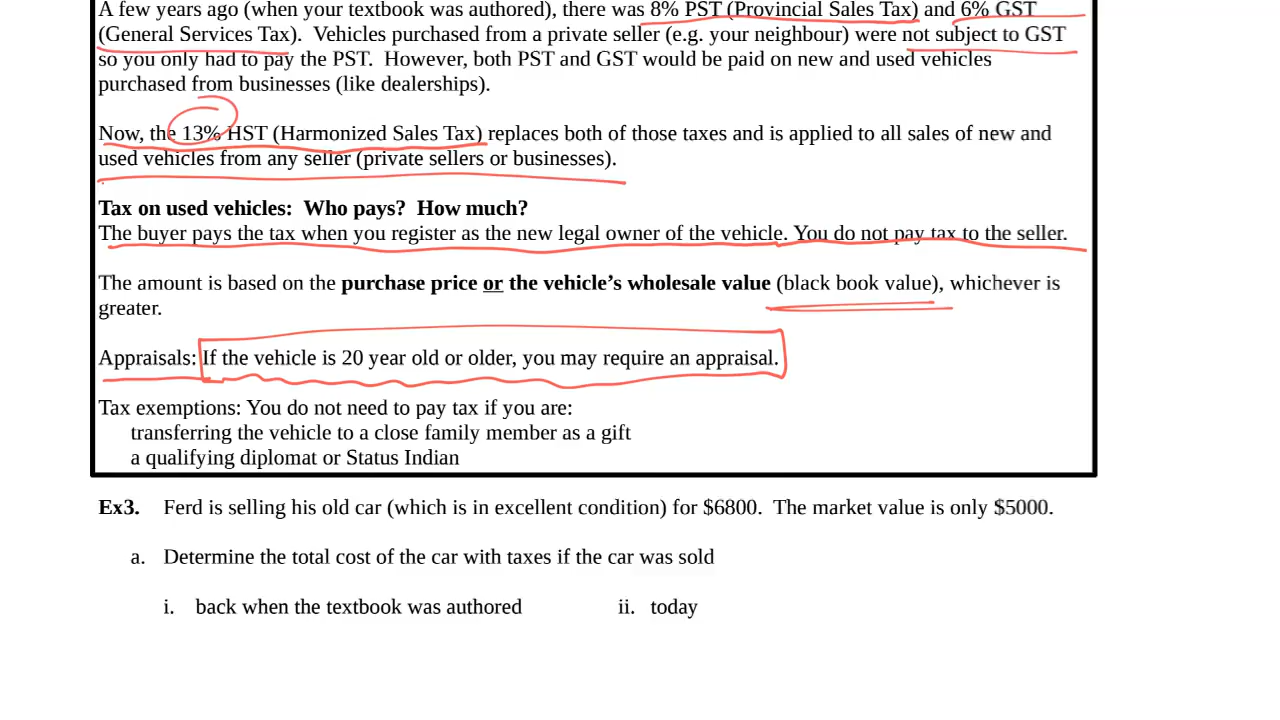 A few years ago (when your textbook was authored), there was 8% PST (Provincial Sales Tax) and 6% GST
(General Services Tax).  Vehicles purchased from a private seller (e.g. your neighbour) were not subject to GST
so you only had to pay the PST.  However, both PST and GST would be paid on new and used vehicles
purchased from businesses (like dealerships).
Now, the 13% HST (Harmonized Sales Tax) replaces both of those taxes and is applied to all sales of new and
used vehicles from any seller (private sellers or businesses).
Tax on used vehicles:  Who pays?  How much?
The buyer pays the tax when you register as the new legal owner of the vehicle. You do not pay tax to the seller.
The amount is based on the purchase price or the vehicle's wholesale value (black book value), whichever is
greater.
Appraisals: If the vehicle is 20 year old or older, you may require an appraisal.
Tax exemptions: You do not need to pay tax if you are:
transferring the vehicle to a close family member as a gift
a qualifying diplomat or Status Indian
Ex3. Ferd is selling his old car (which is in excellent condition) for $6800.  The market value is only $5000.
a. Determine the total cost of the car with taxes if the car was sold
i. back when the textbook was authored ii. today